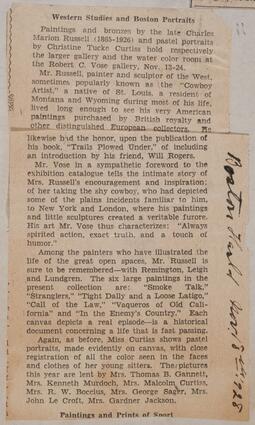 Western Studies and Boston Portraits
Paintings and bronzes by the late Charles
Marion Russell (1865-1926) and pastel portraits
by Christine Tucke Curtiss hold respectively
the larger gallery and the water color room at
the Robert C. Vose gallery, Nov. 13-24.
Mr. Russell, painter and sculptor of the West,
sometimes popularly known as the "Cowboy
Artist," a native of St. Louis, a resident of
Montana and Wyoming during most of his life,
lived long enough to see his very American
paintings purchased by British royalty and
other distinguished European collectors. He
likewise had the honor, upon the publication of
his book, "Trails Plowed Under," of including
an introduction by his friend, Will Rogers.
Mr. Vose in a sympathetic foreword to the
exhibition catalogue tells the intimate story of
Mrs. Russell's encouragement and inspiration;
of her taking the shy cowboy, who had depicted
some of the plains incidents familiar to him,
to New York and London, where his paintings
and little sculptures created a veritable furore.
His art Mr. Vose thus characterizes: "Always
spirited action, exact truth, and a touch of
humor."
Among the painters who have illustrated the
life of the great open spaces, Mr. Russell is
sure to be remembered—with Remington, Leigh
and Lundgren. The six large paintings in the
present collection are: "Smoke Talk,"
"Stranglers," "Tight Dally and a Loose Latigo,"
"Call of the Law," "Vaqueros of Old Cali-
fornia" and "In the Enemy's Country." Each
canvas depicts a real episode—is a historical
document concerning a life that is fast passing.
Again, as before, Miss Curtiss shows pastel
portraits, made evidently on canvas, with close
registration of all the color seen in the faces
and clothes of her young sitters. The pictures
this year are lent by Mrs. Thomas B. Gannett,
Mrs. Kenneth Murdoch, Mrs. Malcolm Curtiss,
Mrs. R. W. Bocelus, Mrs. George Sager, Mrs.
John Le Croft, Mrs. Gardner Jackson.
Paintings and Prints of Sport
Boston
1928